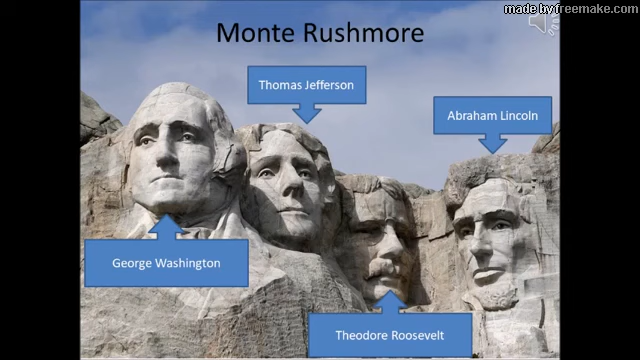 made by freemake.com
Monte Rushmore
Thomas Jefferson
Abraham Lincoln
George Washington
Theodore Roosevelt